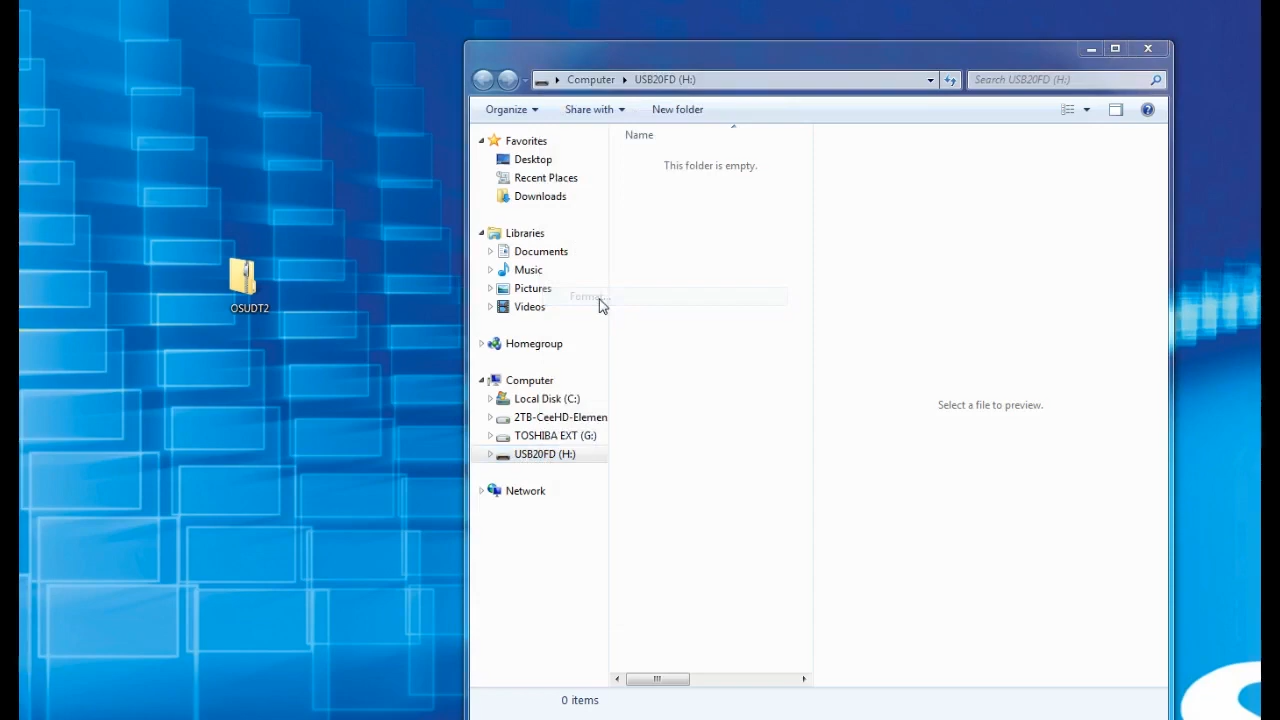 Computer
USB20FD (H:)
Search USB20FD (H:)
Organize
Share with
New folder
Name
Favorites
This folder is empty.
Desktop
Recent Places
Downloads
Libraries
Documents
Music
Pictures
Format...
Videos
OSUDT2
Homegroup
Computer
Local Disk (C:)
2TB-CeeHD-Elemen
Select a file to preview.
TOSHIBA EXT (G:)
USB20FD (H:)
Network
0 items